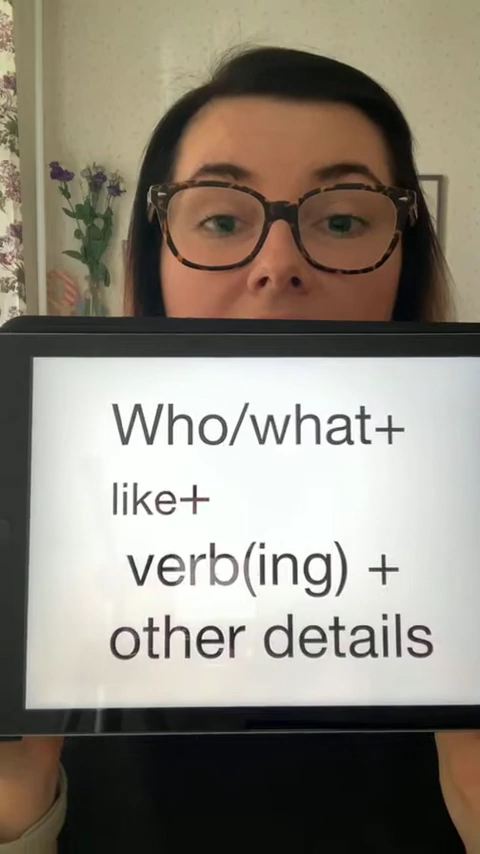 Who/what+
like+
verb(ing) +
other details